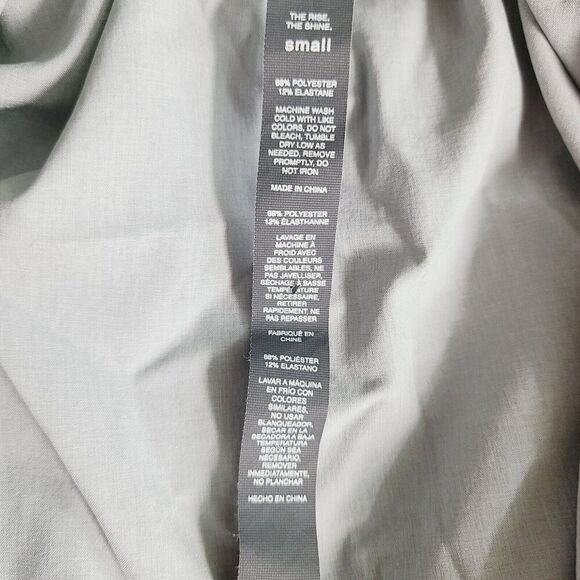 THE RISE.
THE SHINE.
small
88% POLYESTER
12% ELASTANE
MACHINE WASH
COLD WITH LIKE
COLORS, DO NOT
BLEACH, TUMBLE
DRY LOW AS
NEEDED, REMOVE
PROMPTLY, DO
NOT IRON
MADE IN CHINA
88% POLYESTER
12% ÉLASTHANNE
LAVAGE EN
MACHINE À
FROID AVEC
DES COULEURS
SEMBLABLES, NE
PAS JAVELLISER,
SÉCHAGE À BASSE
TEMPÉRATURE
SI NÉCESSAIRE,
RETIRER
RAPIDEMENT, NE
PAS REPASSER
FABRIQUÉ EN
CHINE
88% POLIÉSTER
12% ELASTANO
LAVAR A MÁQUINA
EN FRÍO CON
COLORES
SIMILARES,
NO USAR
BLANQUEADOR,
SECAR EN LA
SECADORA A BAJA
TEMPERATURA
SEGÚN SEA
NECESARIO,
REMOVER
INMEDIATAMENTE,
NO PLANCHAR
HECHO EN CHINA